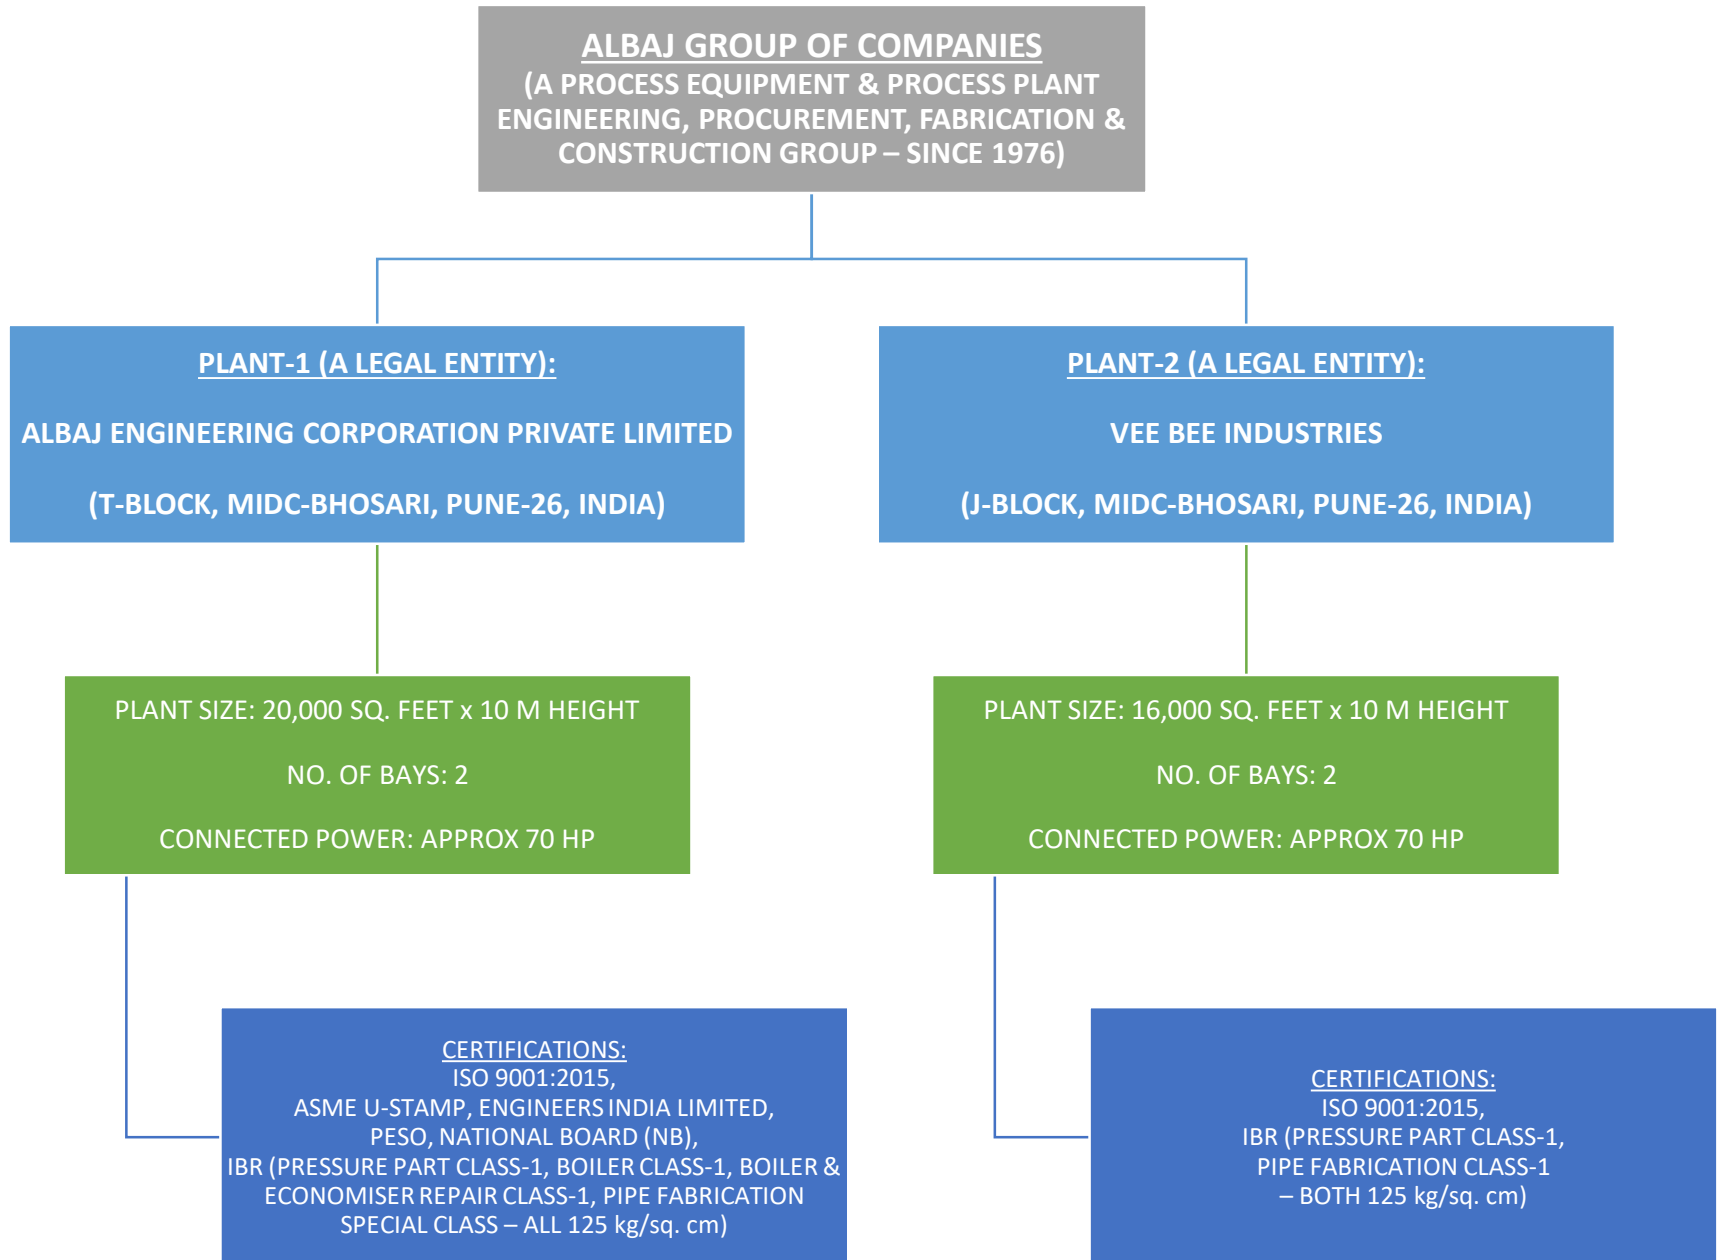 ALBAJ GROUP OF COMPANIES
(A PROCESS EQUIPMENT & PROCESS PLANT
ENGINEERING, PROCUREMENT, FABRICATION &
CONSTRUCTION GROUP – SINCE 1976)
PLANT-1 (A LEGAL ENTITY):
ALBAJ ENGINEERING CORPORATION PRIVATE LIMITED
(T-BLOCK, MIDC-BHOSARI, PUNE-26, INDIA)
PLANT-2 (A LEGAL ENTITY):
VEE BEE INDUSTRIES
(J-BLOCK, MIDC-BHOSARI, PUNE-26, INDIA)
PLANT SIZE: 20,000 SQ. FEET x 10 M HEIGHT
NO. OF BAYS: 2
CONNECTED POWER: APPROX 70 HP
PLANT SIZE: 16,000 SQ. FEET x 10 M HEIGHT
NO. OF BAYS: 2
CONNECTED POWER: APPROX 70 HP
CERTIFICATIONS:
ISO 9001:2015,
ASME U-STAMP, ENGINEERS INDIA LIMITED,
PESO, NATIONAL BOARD (NB),
IBR (PRESSURE PART CLASS-1, BOILER CLASS-1, BOILER &
ECONOMISER REPAIR CLASS-1, PIPE FABRICATION
SPECIAL CLASS – ALL 125 kg/sq. cm)
CERTIFICATIONS:
ISO 9001:2015,
IBR (PRESSURE PART CLASS-1,
PIPE FABRICATION CLASS-1
– BOTH 125 kg/sq. cm)